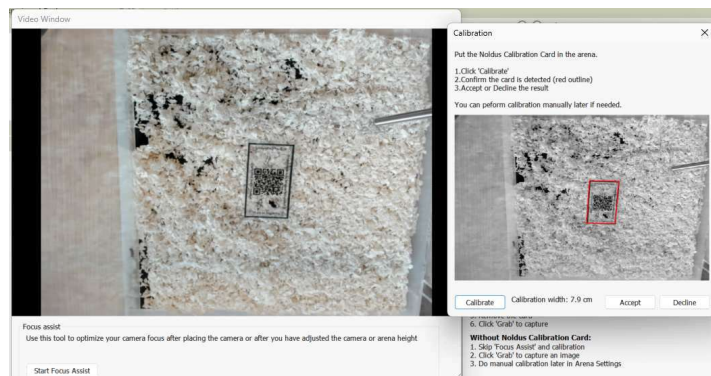 Video Window
Calibration
Put the Noldus Calibration Card in the arena.
1.Click 'Calibrate'
2.Confirm the card is detected (red outline)
3.Accept or Decline the result
You can peform calibration manually later if needed.
Calibrate
Calibration width: 7.9 cm
Accept
Decline
Focus assist
Use this tool to optimize your camera focus after placing the camera or after you have adjusted the camera or arena height
Start Focus Assist
6. Click 'Grab' to capture
Without Noldus Calibration Card:
1. Skip 'Focus Assist' and calibration
2. Click 'Grab' to capture an image
3. Do manual calibration later in Arena Settings